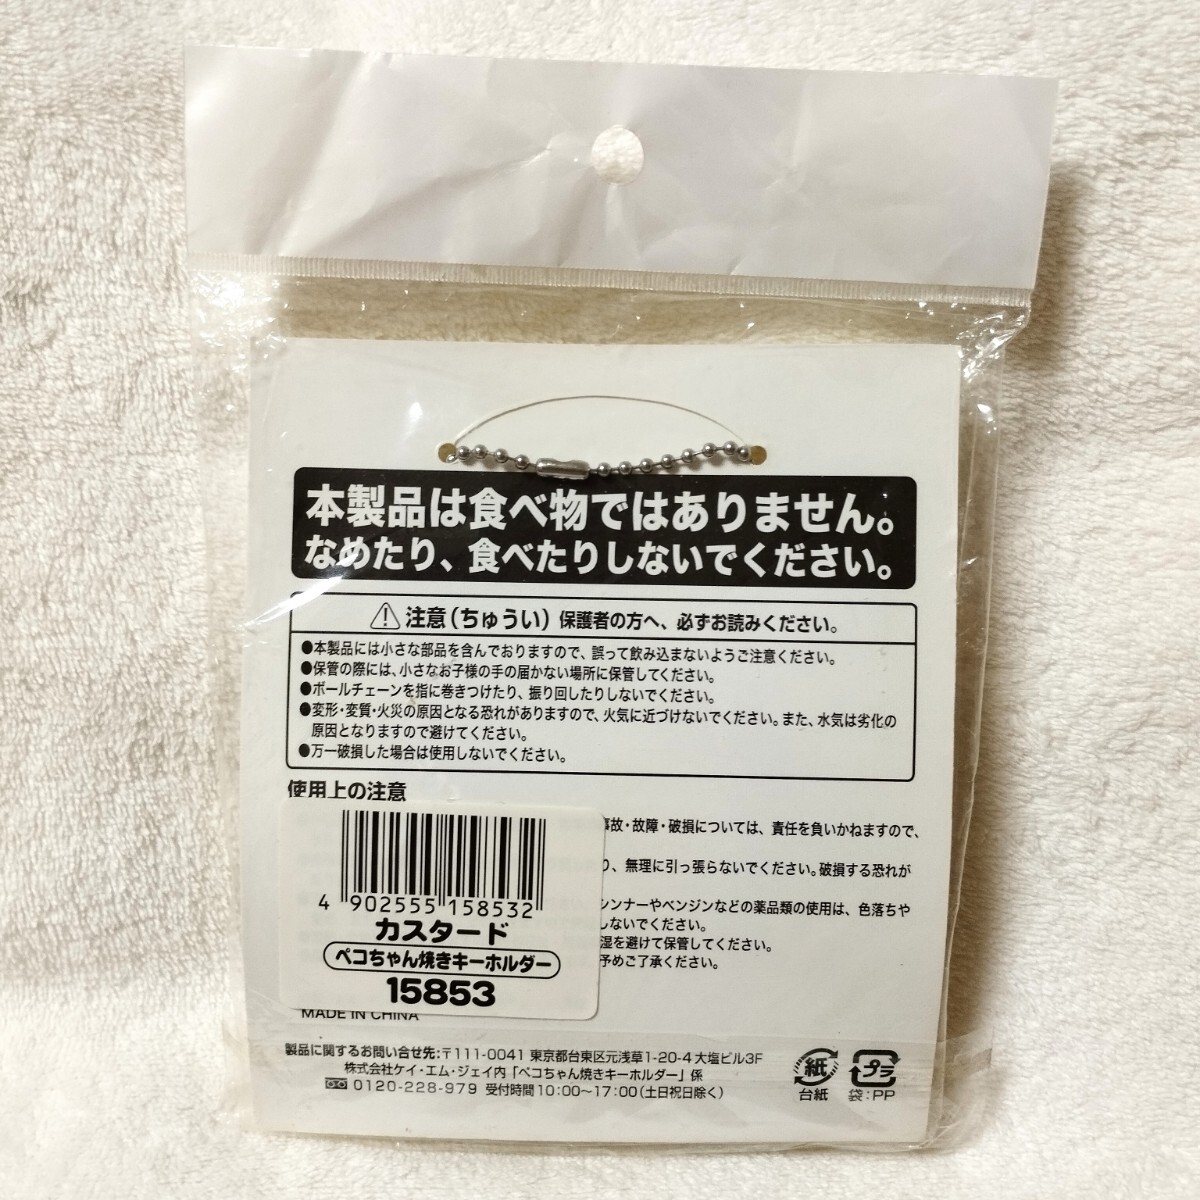 本製品は食べ物ではありません。
なめたり、食べたりしないでください。
注意(ちゅうい) 保護者の方へ、必ずお読みください。
●本製品には小さな部品を含んでおりますので、誤って飲み込まないようご注意ください。
●保管の際には、小さなお子様の手の届かない場所に保管してください。
●ボールチェーンを指に巻きつけたり、振り回したりしないでください。
●変形・変質・火災の原因となる恐れがありますので、火気に近づけないでください。また、水気は劣化の
原因となりますので避けてください。
●万一破損した場合は使用しないでください。
使用上の注意
事故・故障・破損については、責任を負いかねますので、
り、無理に引っ張らないでください。破損する恐れが
シンナーやベンジンなどの薬品類の使用は、色落ちや
しないでください。
湿を避けて保管してください。
予めご了承ください。
4 902555 158532
カスタード
ペコちゃん焼きキーホルダー
15853
MADE IN CHINA
製品に関するお問い合せ先:〒111-0041 東京都台東区元浅草1-20-4 大塩ビル3F
株式会社ケイ・エム・ジェイ内「ペコちゃん焼きキーホルダー」係
0120-228-979 受付時間10:00~17:00(土日祝日除く)
紙
台紙
プラ
袋:PP